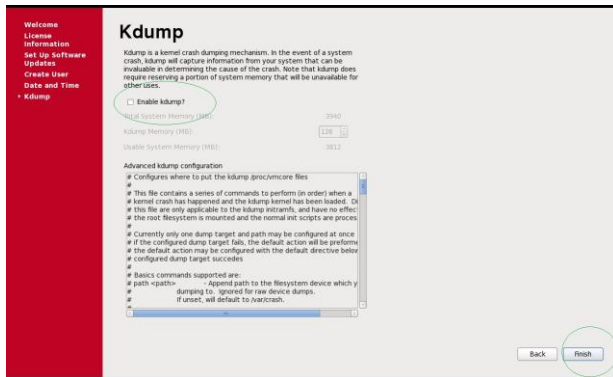 Welcome
License
Information
Set Up Software
Updates
Create User
Date and Time
Kdump
Kdump
Kdump is a kernel crash dumping mechanism. In the event of a system
crash, kdump will capture information from your system that can be
invaluable in determining the cause of the crash. Note that kdump does
require reserving a portion of system memory that will be unavailable for
other uses.
Enable kdump?
Total System Memory (MB): 3940
Kdump Memory (MB): 128
Usable System Memory (MB): 3812
Advanced kdump configuration
# Configures where to put the kdump /proc/vmcore files
#
# This file contains a series of commands to perform (in order) when a
# kernel crash has happened and the kdump kernel has been loaded. Di
# this file are only applicable to the kdump initramfs, and have no effec
# the root filesystem is mounted and the normal init scripts are proces
#
# Currently only one dump target and path may be configured at once
# if the configured dump target fails, the default action will be preforme
# the default action may be configured with the default directive below
# configured dump target succedes
#
# Basics commands supported are:
# path <path> - Append path to the filesystem device which y
# dumping to. Ignored for raw device dumps.
# If unset, will default to /var/crash.
#
Back Finish